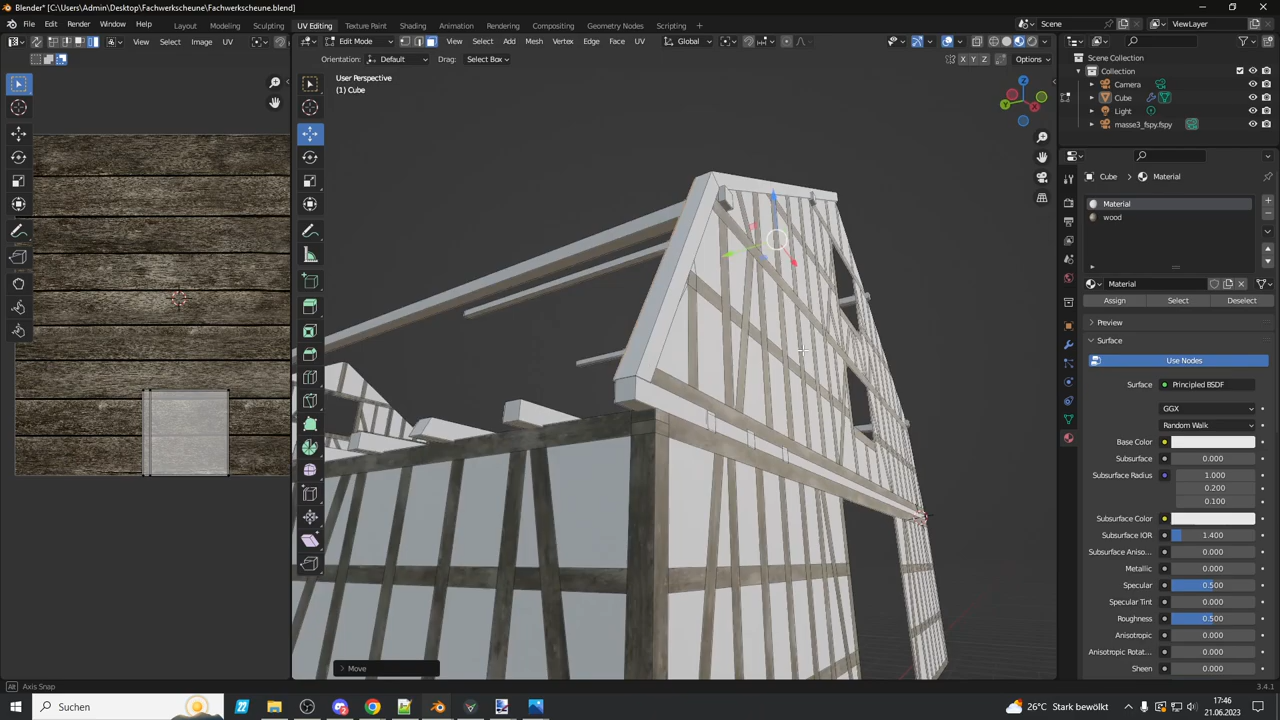 Blender* [C:\Users\Admin\Desktop\Fachwerkscheune\Fachwerkscheune.blend]
File Edit Render Window Help Layout Modeling Sculpting UV Editing Texture Paint Shading Animation Rendering Compositing Geometry Nodes Scripting Scene ViewLayer
View Select Image UV Edit Mode View Select Add Mesh Vertex Edge Face UV Global
Orientation: Default Drag: Select Box X Y Z Options
User Perspective
(1) Cube
Scene Collection
Collection
Camera
Cube
Light
masse3_fspy.fspy
Cube Material
Material
wood
Material
Assign Select Deselect
Preview
Surface
Use Nodes
Surface Principled BSDF
GGX
Random Walk
Base Color
Subsurface 0.000
Subsurface Radius 1.000
0.200
0.100
Subsurface Color
Subsurface IOR 1.400
Subsurface Aniso... 0.000
Metallic 0.000
Specular 0.500
Specular Tint 0.000
Roughness 0.500
Anisotropic 0.000
Anisotropic Rotat... 0.000
Sheen 0.000
Move
Alt Axis Snap 3.4.1
Suchen 26°C Stark bewölkt 17:46
21.06.2023